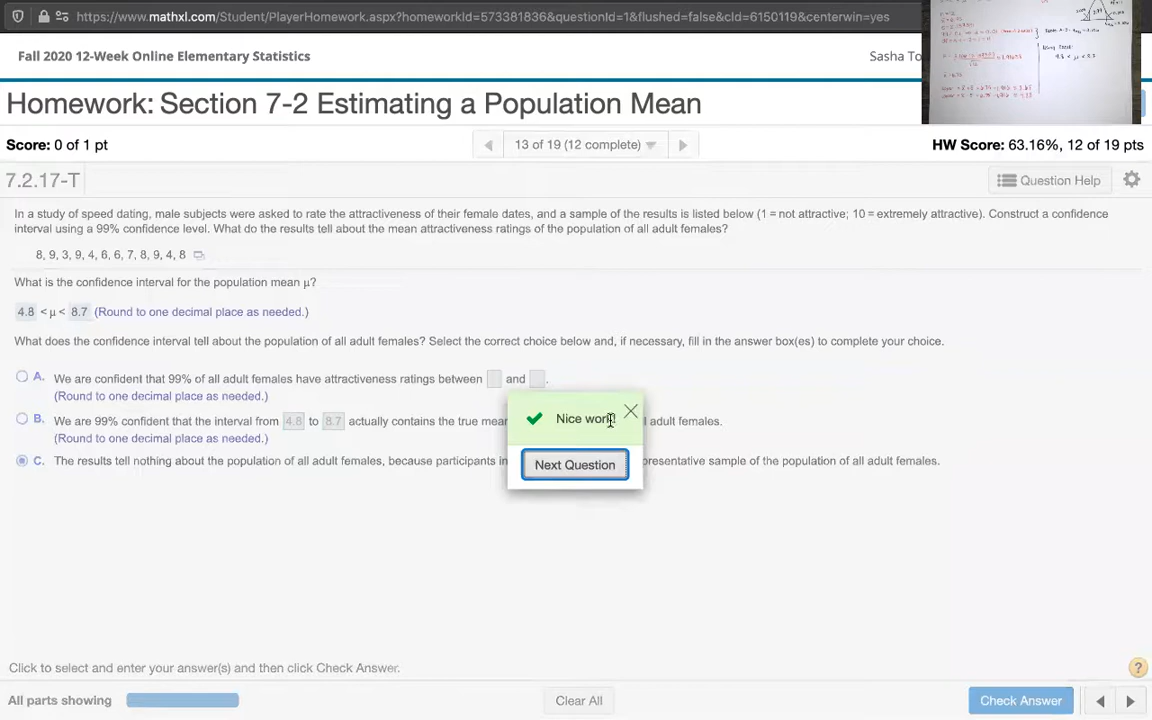 https://www.mathxl.com/Student/PlayerHomework.aspx?homeworkId=573381836&questionId=1&flushed=false&cId=6150119&centerwin=yes
Fall 2020 12-Week Online Elementary Statistics
Sasha To
Homework: Section 7-2 Estimating a Population Mean
Score: 0 of 1 pt
13 of 19 (12 complete)
HW Score: 63.16%, 12 of 19 pts
7.2.17-T
Question Help
In a study of speed dating, male subjects were asked to rate the attractiveness of their female dates, and a sample of the results is listed below (1 = not attractive; 10 = extremely attractive). Construct a confidence
interval using a 99% confidence level. What do the results tell about the mean attractiveness ratings of the population of all adult females?
8, 9, 3, 9, 4, 6, 6, 7, 8, 9, 4, 8
What is the confidence interval for the population mean μ?
4.8 < μ < 8.7 (Round to one decimal place as needed.)
What does the confidence interval tell about the population of all adult females? Select the correct choice below and, if necessary, fill in the answer box(es) to complete your choice.
A. We are confident that 99% of all adult females have attractiveness ratings between and .
(Round to one decimal place as needed.)
B. We are 99% confident that the interval from 4.8 to 8.7 actually contains the true mean l adult females.
(Round to one decimal place as needed.)
C. The results tell nothing about the population of all adult females, because participants in presentative sample of the population of all adult females.
Nice work
Next Question
Click to select and enter your answer(s) and then click Check Answer.
All parts showing
Clear All
Check Answer
?